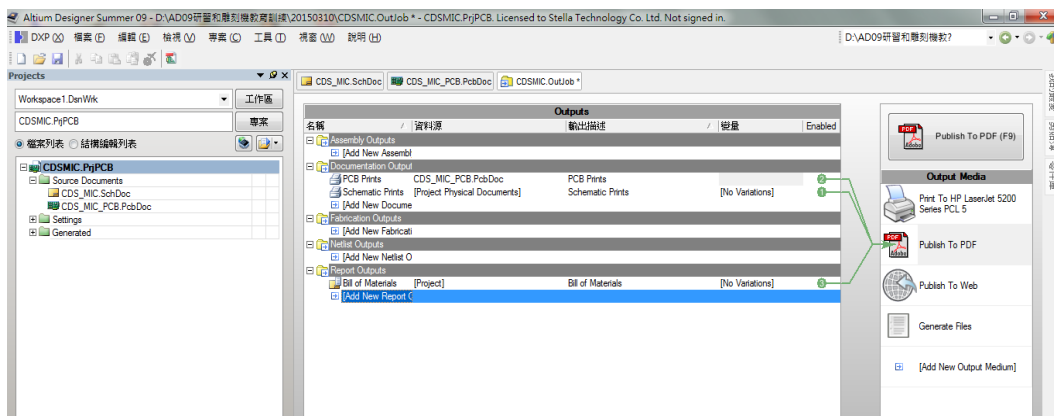 Altium Designer Summer 09 - D:\AD09研習和雕刻機教育訓練\20150310\CDSMIC.OutJob * - CDSMIC.PrjPCB. Licensed to Stella Technology Co. Ltd. Not signed in.
DXP (X) 檔案 (F) 編輯 (E) 檢視 (V) 專案 (C) 工具 (T) 視窗 (W) 說明 (H) D:\AD09研習和雕刻機教?
Projects
CDS_MIC.SchDoc CDS_MIC_PCB.PcbDoc CDSMIC.OutJob *
Workspace1.DsnWrk 工作區
CDSMIC.PrjPCB 專案
檔案列表 結構編輯列表
CDSMIC.PrjPCB
Source Documents
CDS_MIC.SchDoc
CDS_MIC_PCB.PcbDoc
Settings
Generated
Outputs
名稱 / 資料源 輸出描述 / 變量 Enabled
Assembly Outputs
[Add New Assembl
Documentation Output
PCB Prints CDS_MIC_PCB.PcbDoc PCB Prints 2
Schematic Prints [Project Physical Documents] Schematic Prints [No Variations] 1
[Add New Docume
Fabrication Outputs
[Add New Fabricati
Netlist Outputs
[Add New Netlist O
Report Outputs
Bill of Materials [Project] Bill of Materials [No Variations] 3
[Add New Report O
PDF Adobe Publish To PDF (F9)
Output Media
Print To HP LaserJet 5200 Series PCL 5
PDF Adobe Publish To PDF
Publish To Web
Generate Files
[Add New Output Medium]